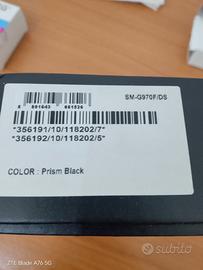 SM-G970F/DS
"356191/10/118202/7"
"356192/10/118202/5"
COLOR : Prism Black
ZTE Blade A76 5G
subito